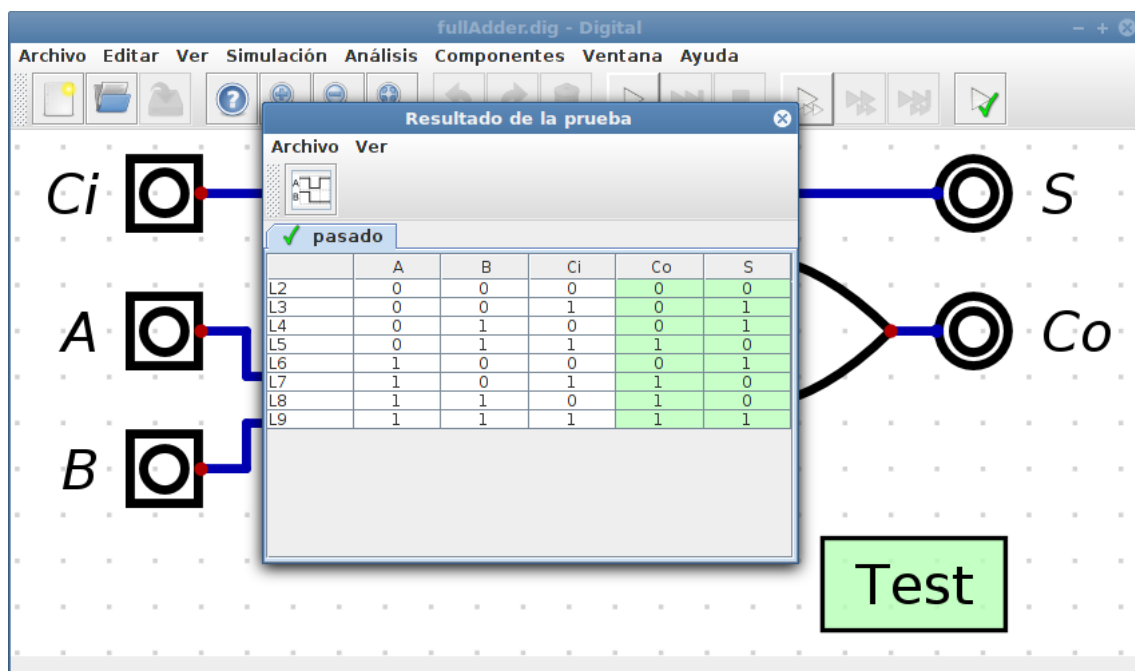 fullAdder.dig - Digital
Archivo Editar Ver Simulación Análisis Componentes Ventana Ayuda
Resultado de la prueba
Archivo Ver
A
B
pasado
A B Ci Co S
L2 0 0 0 0 0
L3 0 0 1 0 1
L4 0 1 0 0 1
L5 0 1 1 1 0
L6 1 0 0 0 1
L7 1 0 1 1 0
L8 1 1 0 1 0
L9 1 1 1 1 1
Ci
S
A
Co
B
Test